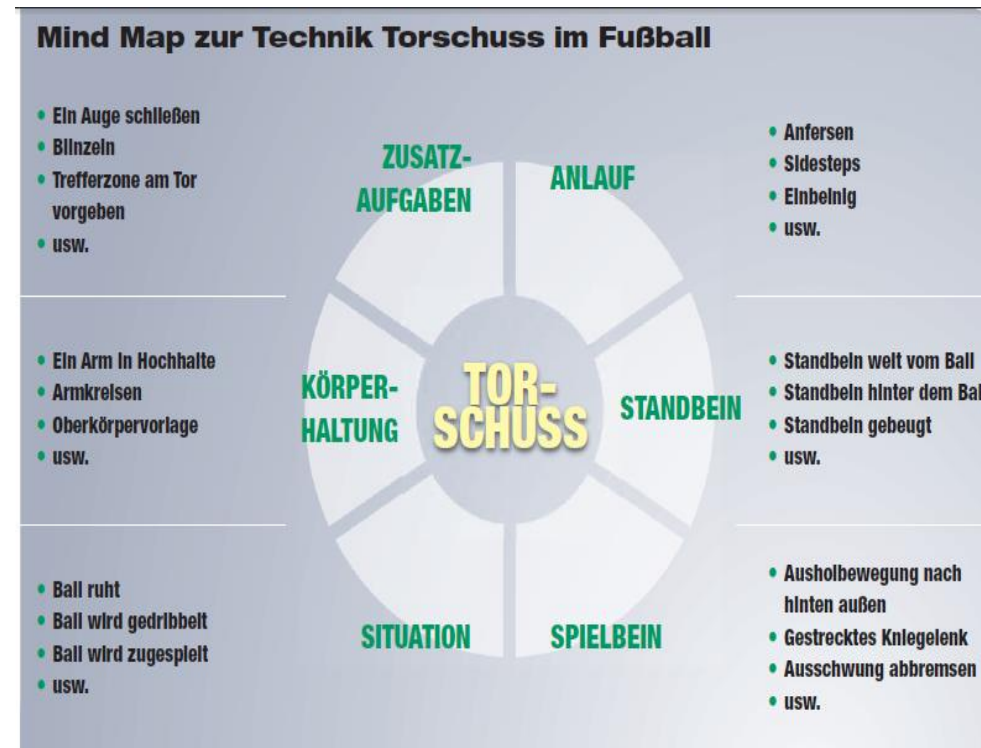 Mind Map zur Technik Torschuss im Fußball
• Ein Auge schließen
• Blinzeln
• Trefferzone am Tor
vorgeben
• usw.
ZUSATZ-
AUFGABEN
ANLAUF
• Anfersen
• Sidesteps
• Einbeinig
• usw.
• Ein Arm in Hochhalte
• Armkreisen
• Oberkörpervorlage
• usw.
KÖRPER-
HALTUNG
TOR-
SCHUSS
STANDBEIN
• Standbein weit vom Ball
• Standbein hinter dem Bal
• Standbein gebeugt
• usw.
• Ball ruht
• Ball wird gedribbelt
• Ball wird zugespielt
• usw.
SITUATION
SPIELBEIN
• Ausholbewegung nach
hinten außen
• Gestrecktes Kniegelenk
• Ausschwung abbremsen
• usw.